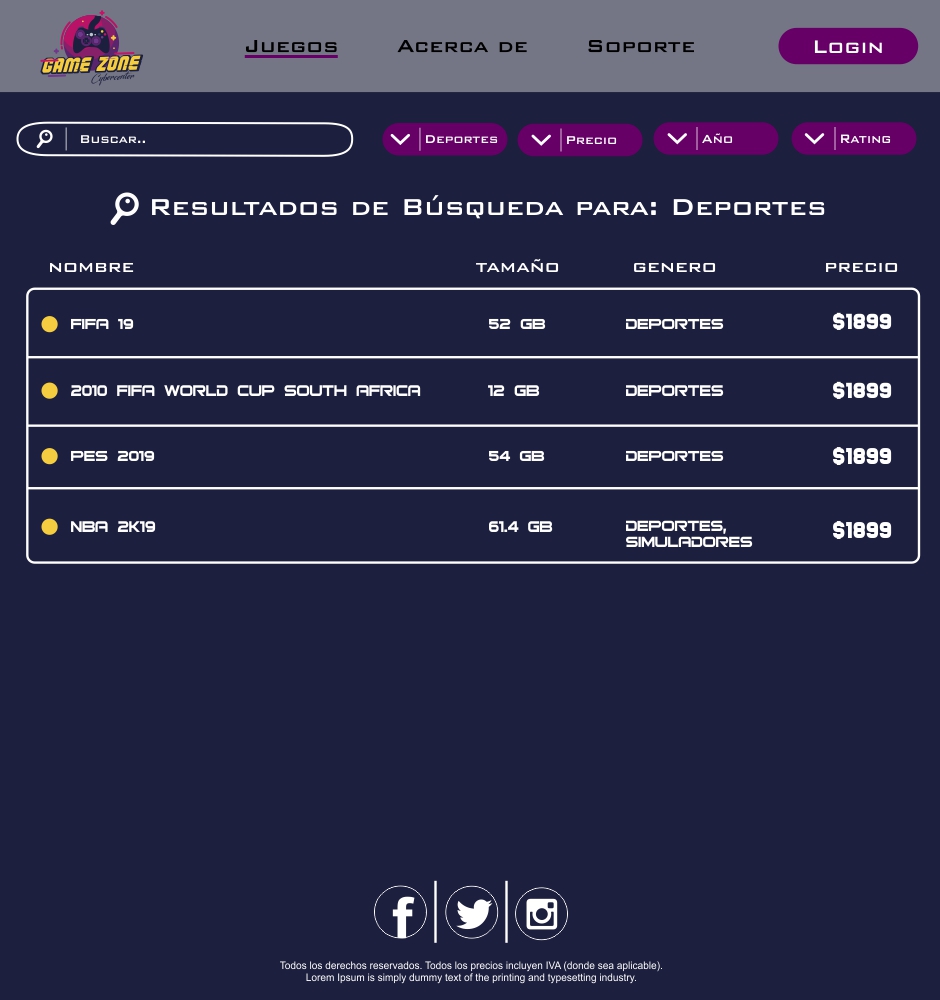 GAME ZONE
Cybercenter
Juegos
Acerca de
Soporte
Login
Buscar..
Deportes
Precio
Año
Rating
Resultados de Búsqueda para: Deportes
NOMBRE TAMAÑO GENERO PRECIO
FIFA 19 52 GB DEPORTES $1899
2010 FIFA WORLD CUP SOUTH AFRICA 12 GB DEPORTES $1899
PES 2019 54 GB DEPORTES $1899
NBA 2K19 61.4 GB DEPORTES, $1899
SIMULADORES
Todos los derechos reservados. Todos los precios incluyen IVA (donde sea aplicable).
Lorem Ipsum is simply dummy text of the printing and typesetting industry.